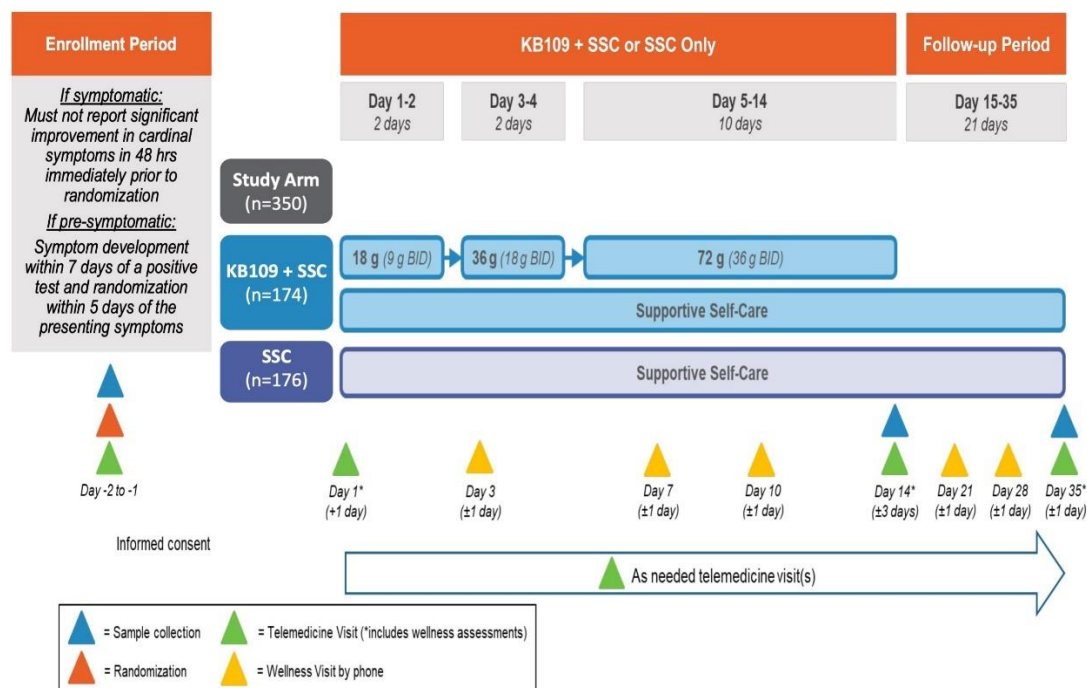 Enrollment Period
KB109 + SSC or SSC Only
Follow-up Period
If symptomatic:
Must not report significant
improvement in cardinal
symptoms in 48 hrs
immediately prior to
randomization
If pre-symptomatic:
Symptom development
within 7 days of a positive
test and randomization
within 5 days of the
presenting symptoms
Day 1-2
2 days
Day 3-4
2 days
Day 5-14
10 days
Day 15-35
21 days
Study Arm
(n=350)
KB109 + SSC
(n=174)
18 g (9 g BID)
36 g (18 g BID)
72 g (36 g BID)
Supportive Self-Care
SSC
(n=176)
Supportive Self-Care
Day -2 to -1
Day 1*
(+1 day)
Day 3
(±1 day)
Day 7
(±1 day)
Day 10
(±1 day)
Day 14*
(±3 days)
Day 21
(±1 day)
Day 28
(±1 day)
Day 35*
(±1 day)
Informed consent
As needed telemedicine visit(s)
= Sample collection
= Telemedicine Visit (*includes wellness assessments)
= Randomization
= Wellness Visit by phone